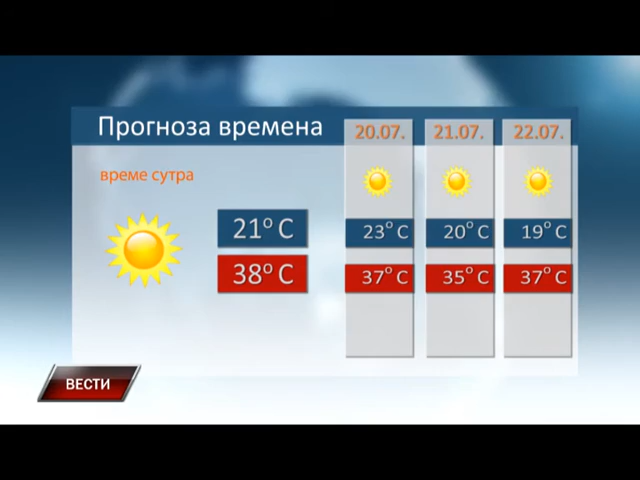 Прогноза времена
20.07. 21.07. 22.07.
време сутра
21° C
38° C
23° C 20° C 19° C
37° C 35° C 37° C
ВЕСТИ